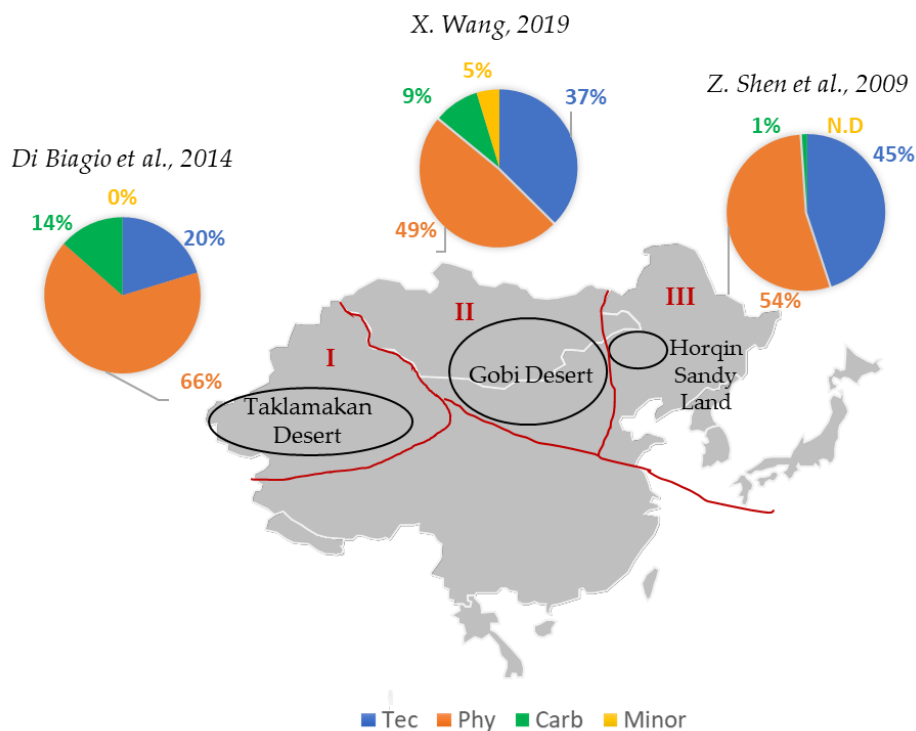 X. Wang, 2019
5%
9%
37%
49%
Z. Shen et al., 2009
1%
N.D
45%
54%
Di Biagio et al., 2014
0%
14%
20%
66%
I
II
III
Taklamakan
Desert
Gobi Desert
Horqin
Sandy
Land
Tec Phy Carb Minor